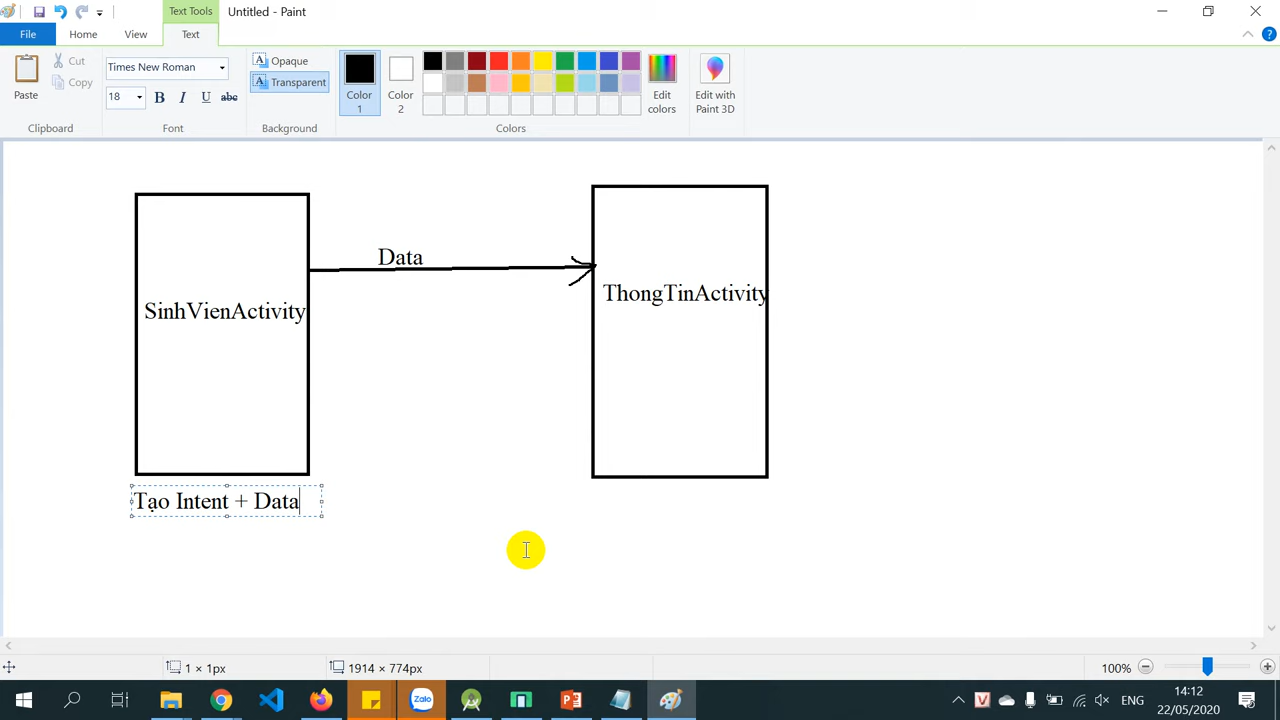 Text Tools
Untitled - Paint
File
Home
View
Text
Paste
Cut
Copy
Clipboard
Times New Roman
18
B I U abc
Font
Opaque
Transparent
Background
Color 1
Color 2
Colors
Edit colors
Edit with Paint 3D
Data
SinhVienActivity
ThongTinActivity
Tạo Intent + Data
1 × 1px
1914 × 774px
100%
Zalo
ENG
14:12
22/05/2020